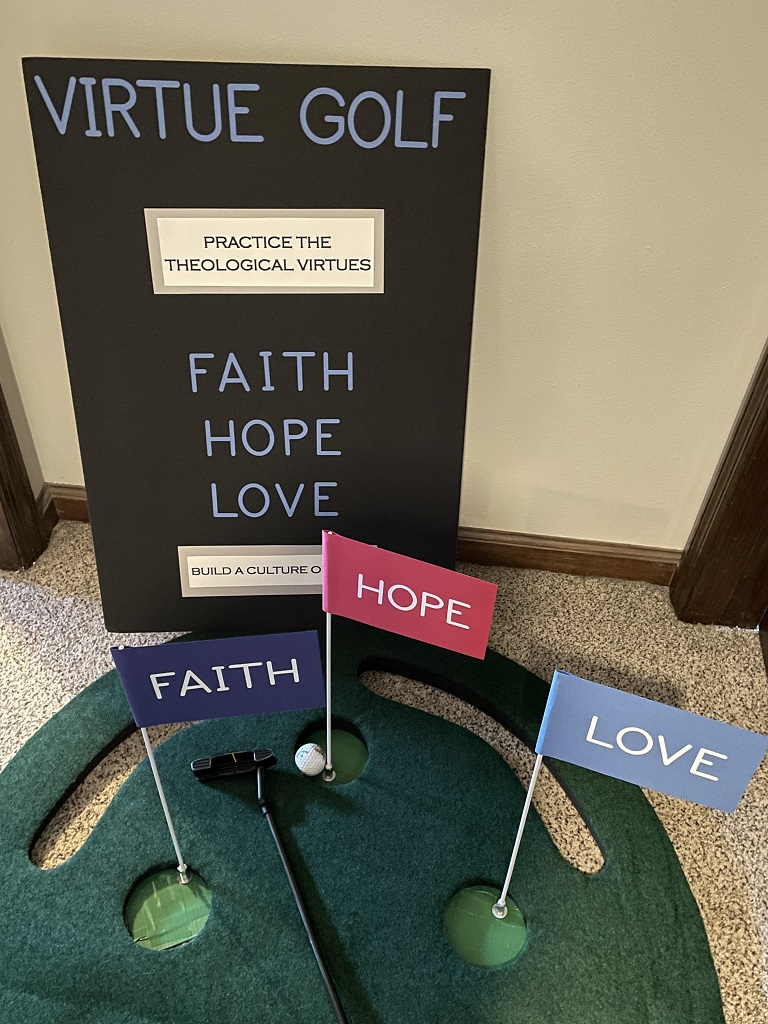 VIRTUE GOLF
PRACTICE THE
THEOLOGICAL VIRTUES
FAITH
HOPE
LOVE
BUILD A CULTURE
HOPE
FAITH
LOVE